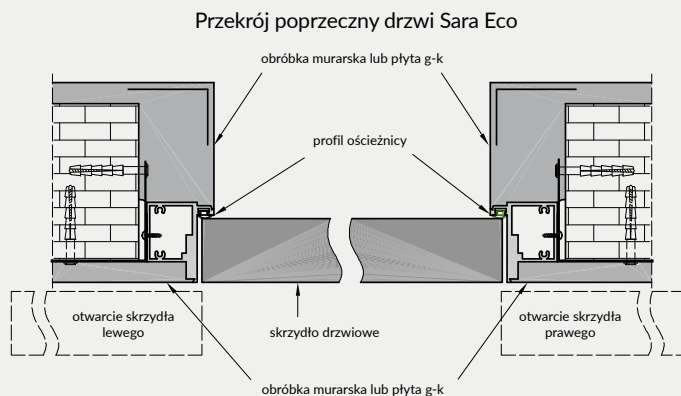 Przekrój poprzeczny drzwi Sara Eco
obróbka murarska lub płyta g-k
profil ościeżnicy
otwarcie skrzydła
lewego
skrzydło drzwiowe
otwarcie skrzydła
prawego
obróbka murarska lub płyta g-k